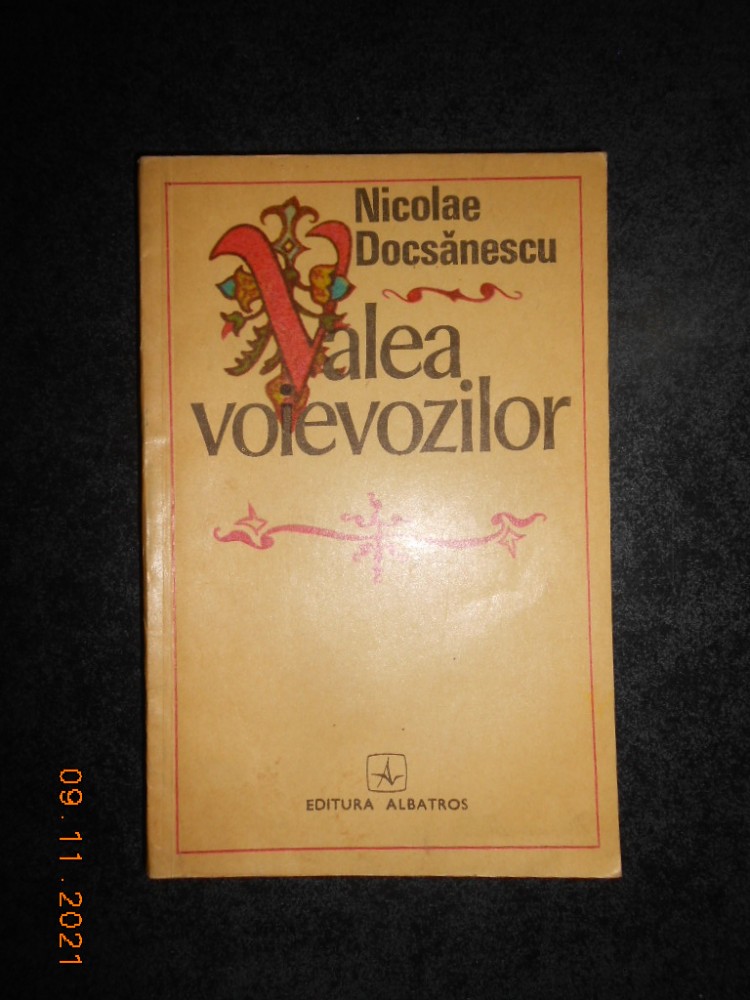 Nicolae
Docsănescu
Valea
voievozilor
EDITURA ALBATROS
09.11.2021